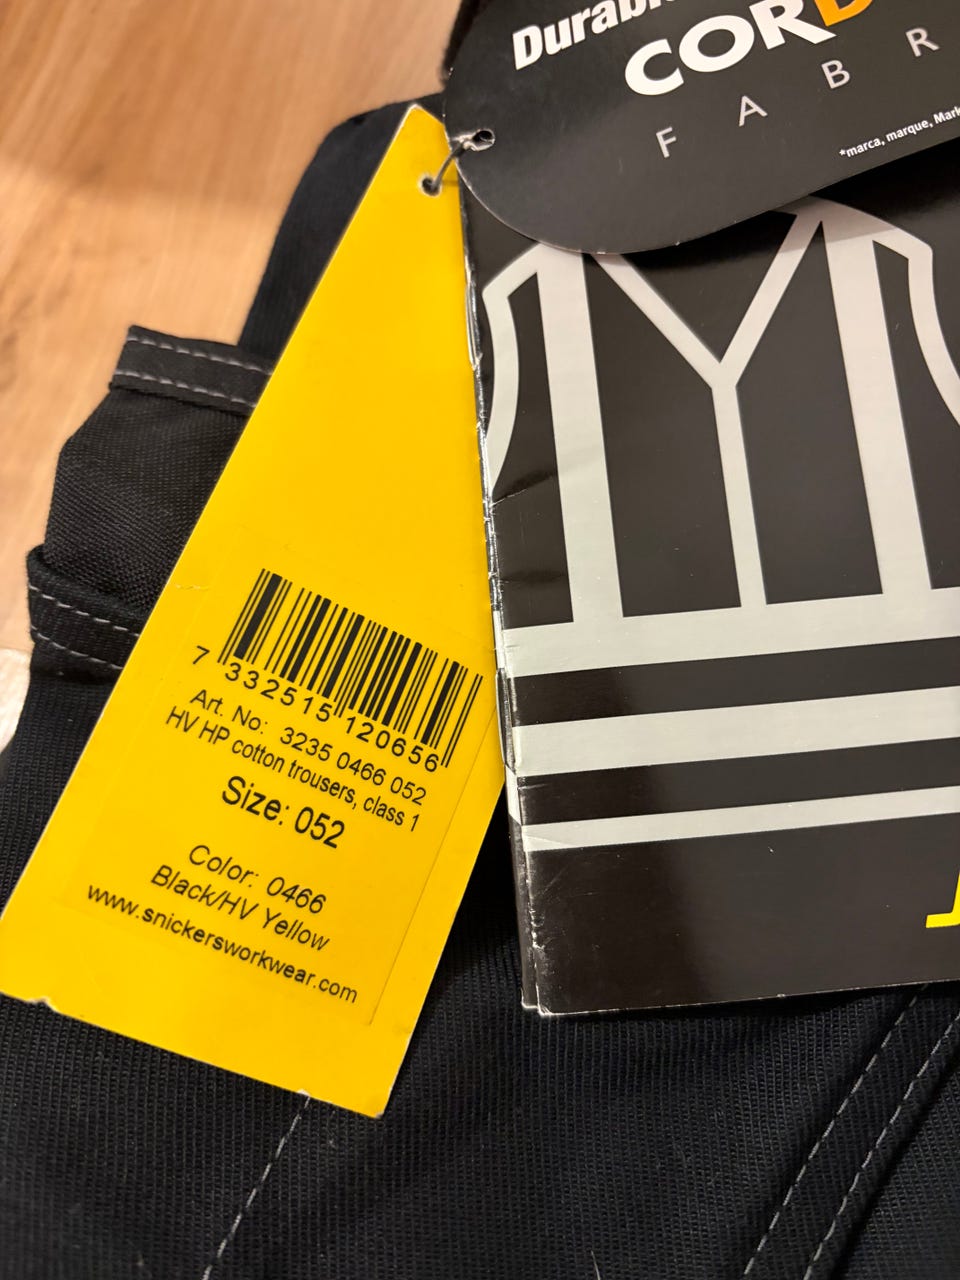 CORD
F A B R
*marca, marque, Mark
7 332515 120656
Art. No: 3235 0466 052
HV HP cotton trousers, class 1
Size: 052
Color: 0466
Black/HV Yellow
www.snickersworkwear.com